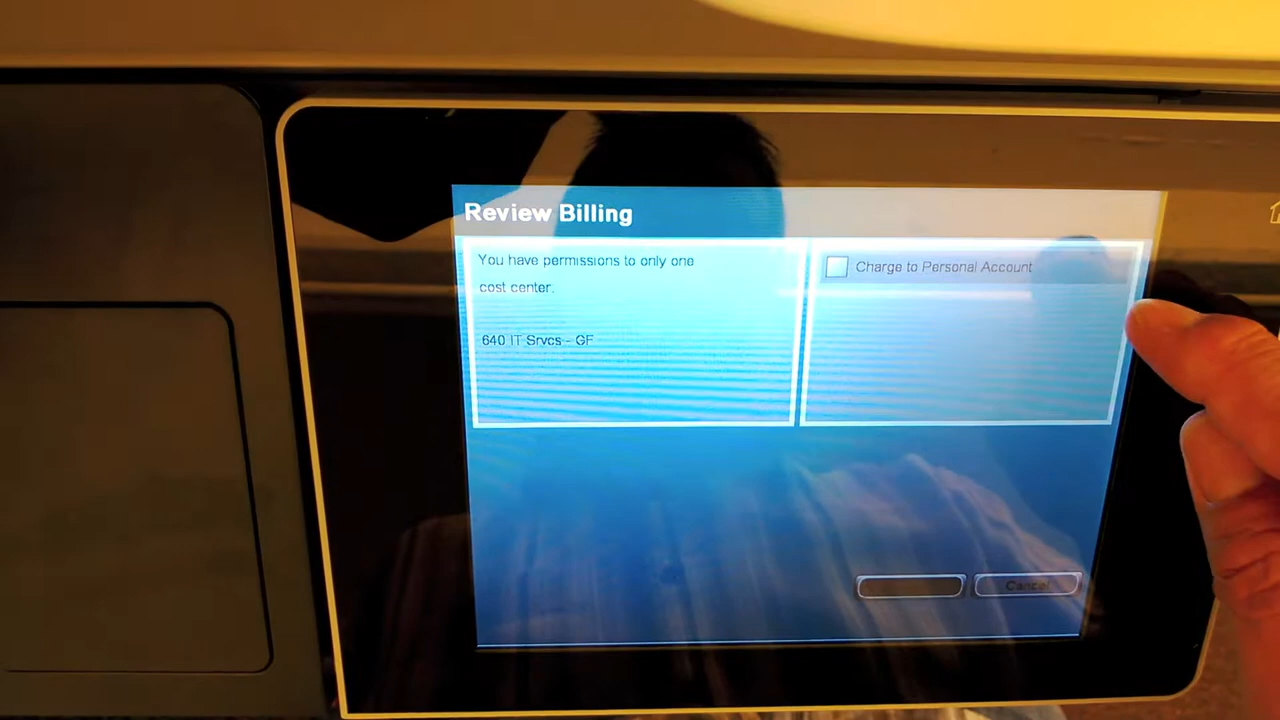 Review Billing
You have permissions to only one
cost center.
640 IT Srvcs - GF
Charge to Personal Account
Cancel